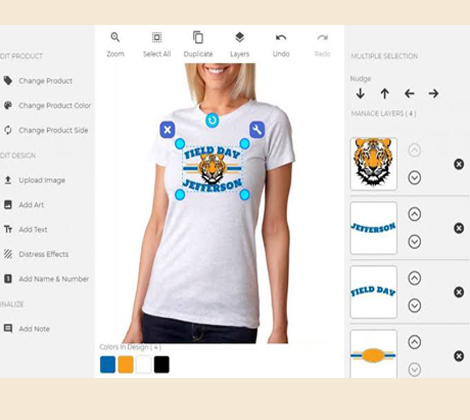 Zoom
Select All
Duplicate
Layers
Undo
Redo
DIT PRODUCT
Change Product
Change Product Color
Change Product Side
DIT DESIGN
Upload Image
Add Art
Add Text
Distress Effects
Add Name & Number
NALIZE
Add Note
FIELD DAY
JEFFERSON
Colors In Design ( 4 )
MULTIPLE SELECTION
Nudge
MANAGE LAYERS ( 4 )
JEFFERSON
FIELD DAY